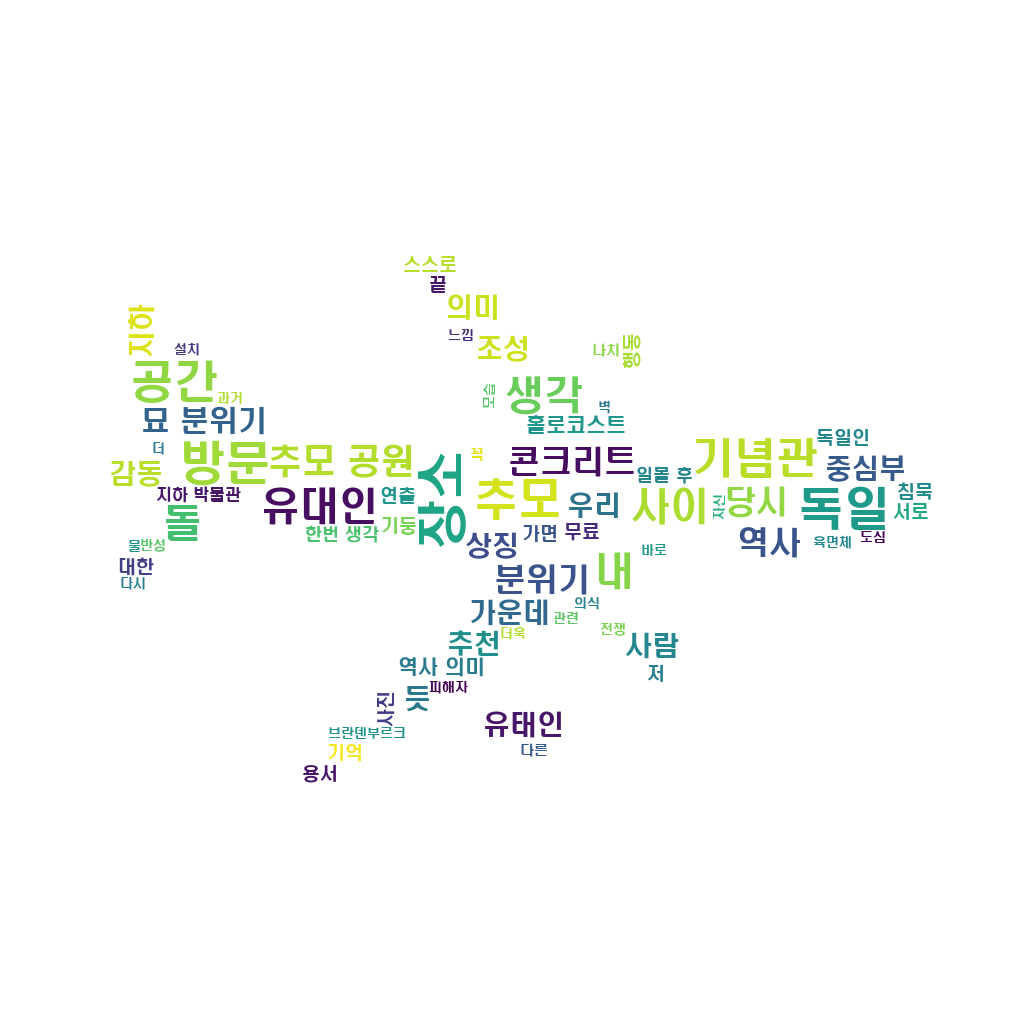 스스로
끝
의미
느낌
조성
지하
설치
공간
과거
나치
행동
모습
생각
벽
홀로코스트
묘 분위기
더
방문
추모 공원
꼭
콘크리트
기념관
독일인
감동
지하 박물관
유대인
연출
장소
추모
우리
일몰 후
사이
자신
당시
중심부
독일
침묵
서로
돌
한번 생각
기둥
상징
가면
무료
바로
역사
육면체
도심
물
반성
대한
다시
분위기
내
가운데
의식
관련
더욱
전쟁
추천
사람
저
역사 의미
피해자
사진
듯
유태인
다른
브란덴부르크
기억
용서